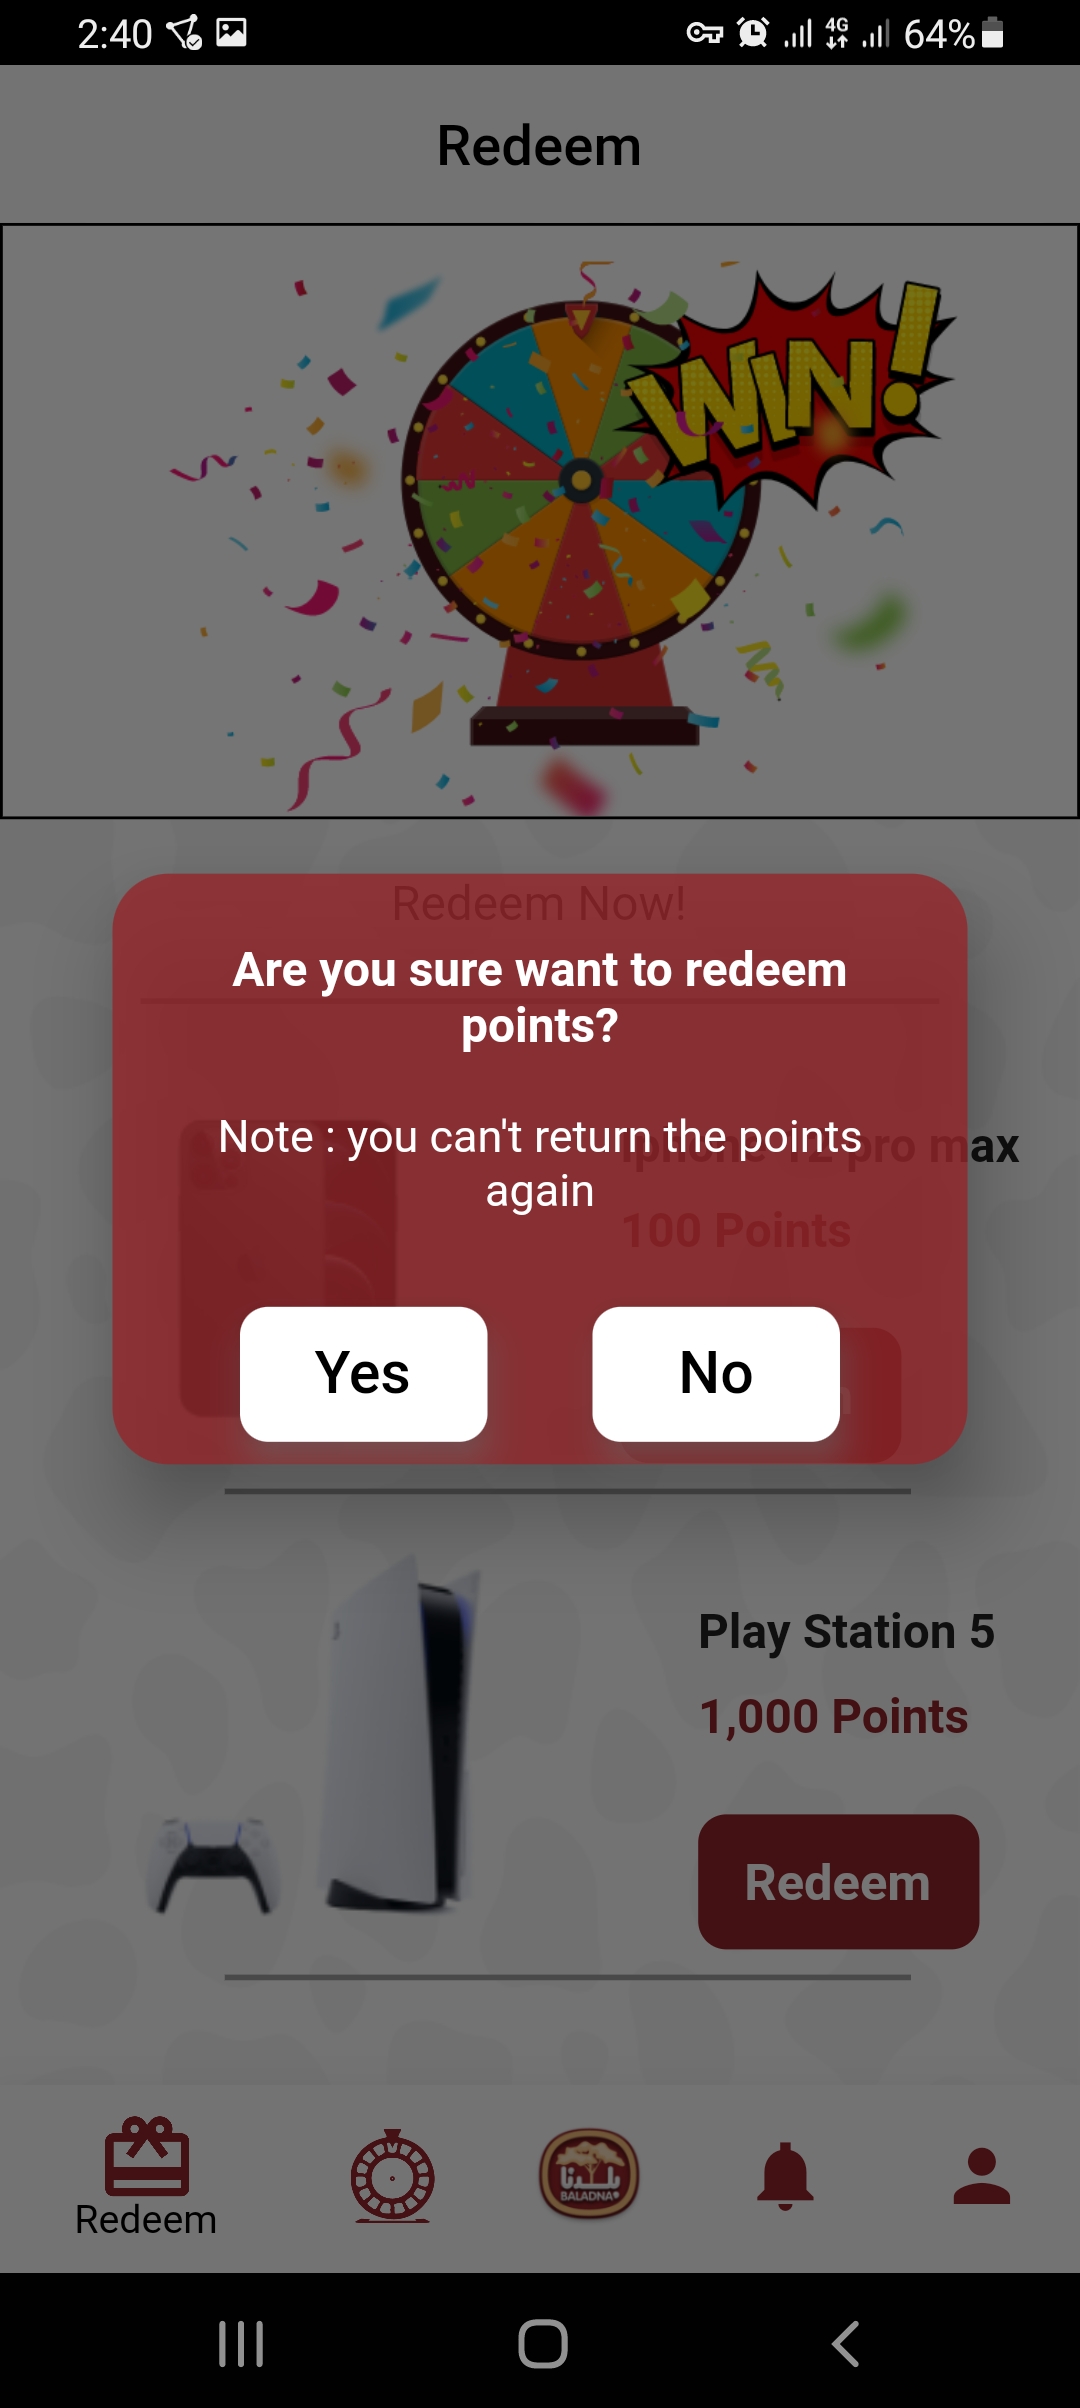 2:40
4G
64%
Redeem
WIN!
Redeem Now!
Are you sure want to redeem
points?
Note : you can't return the points
again
Iphone 12 pro max
100 Points
Yes
No
Play Station 5
1,000 Points
Redeem
بلدنا
BALADNA
Redeem